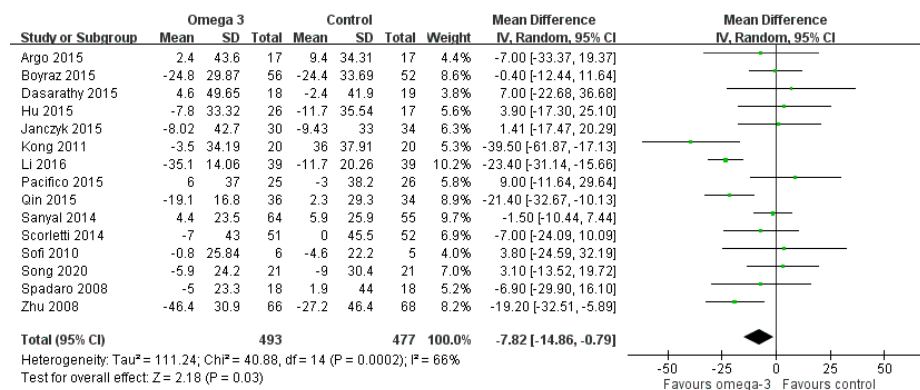 Omega 3 Control Mean Difference Mean Difference
Study or Subgroup Mean SD Total Mean SD Total Weight IV, Random, 95% CI IV, Random, 95% CI
Argo 2015 2.4 43.6 17 9.4 34.31 17 4.4% -7.00 [-33.37, 19.37]
Boyraz 2015 -24.8 29.87 56 -24.4 33.69 52 9.0% -0.40 [-12.44, 11.64]
Dasarathy 2015 4.6 49.65 18 -2.4 41.9 19 3.8% 7.00 [-22.68, 36.68]
Hu 2015 -7.8 33.32 26 -11.7 35.54 17 5.7% 3.90 [-17.30, 25.10]
Janczyk 2015 -8.02 42.7 30 -9.43 33 34 6.4% 1.41 [-17.47, 20.29]
Kong 2011 -3.5 34.19 20 36 37.91 20 5.4% -39.50 [-61.87, -17.13]
Li 2016 -35.1 14.06 39 -11.7 20.26 39 10.2% -23.40 [-31.14, -15.66]
Pacifico 2015 6 37 25 -3 38.2 26 5.8% 9.00 [-11.64, 29.64]
Qin 2015 -19.1 16.8 36 2.3 29.3 34 9.2% -21.40 [-32.67, -10.13]
Sanyal 2014 4.4 23.5 64 5.9 25.9 55 9.9% -1.50 [-10.44, 7.44]
Scorletti 2014 -7 43 51 0 45.5 52 6.9% -7.00 [-24.09, 10.09]
Sofi 2010 -0.8 25.84 6 -4.6 22.2 5 4.0% 3.80 [-24.59, 32.19]
Song 2020 -5.9 24.2 21 -9 30.4 21 7.1% 3.10 [-13.52, 19.72]
Spadaro 2008 -5 23.3 18 1.9 44 18 5.2% -6.90 [-29.90, 16.10]
Zhu 2008 -46.4 30.9 66 -27.2 46.4 68 8.4% -19.20 [-32.51, -5.89]
Total (95% CI) 493 477 100.0% -7.82 [-14.86, -0.79]
Heterogeneity: Tau² = 111.24; Chi² = 40.88, df = 14 (P = 0.0002); I² = 66%
Test for overall effect: Z = 2.18 (P = 0.03)
-50 -25 0 25 50
Favours omega-3 Favours control